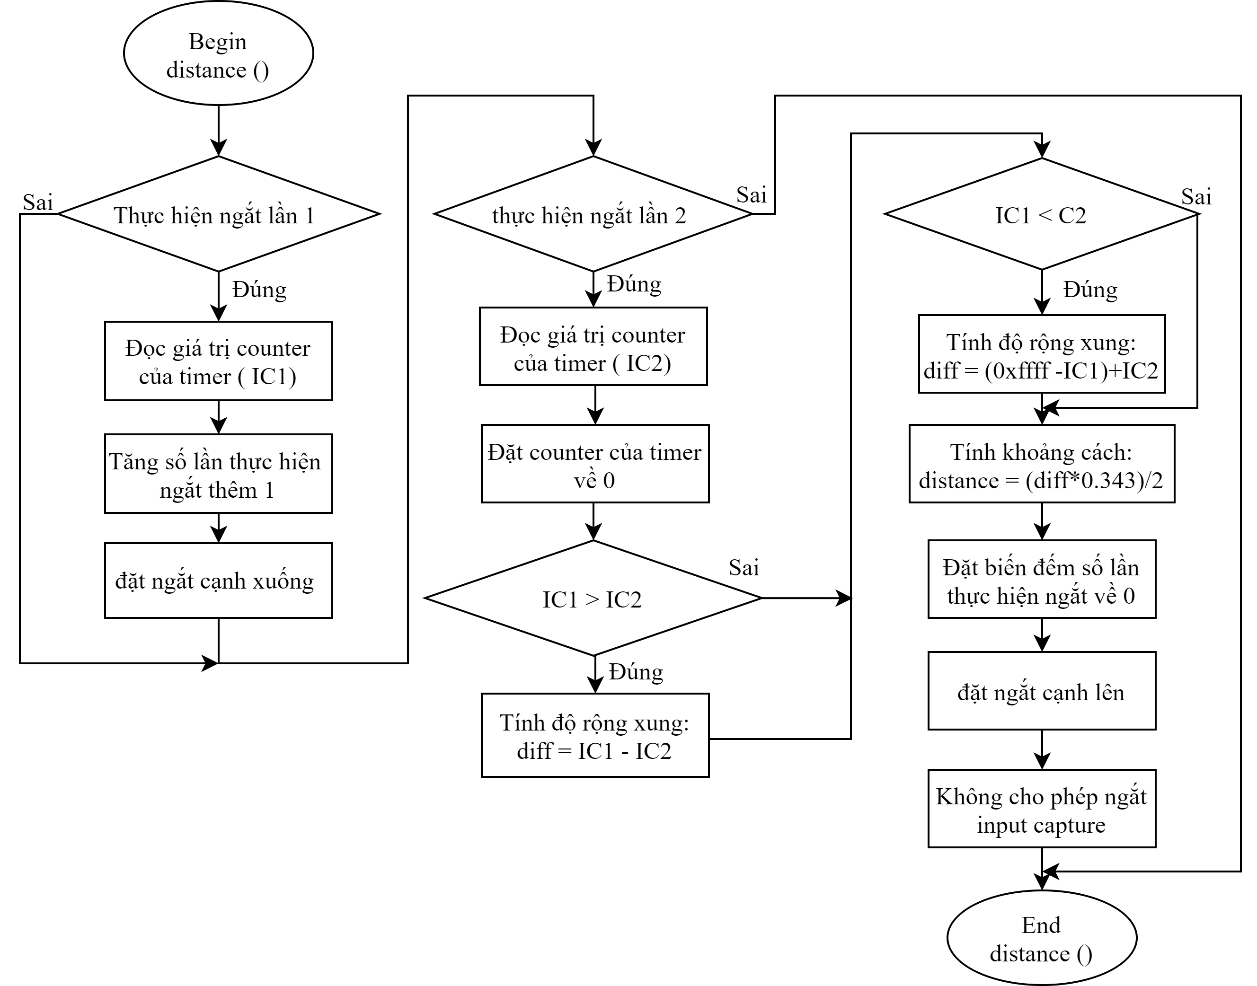 Begin
distance ()
Sai
Thực hiện ngắt lần 1
Đúng
Đọc giá trị counter
của timer ( IC1)
Tăng số lần thực hiện
ngắt thêm 1
đặt ngắt cạnh xuống
thực hiện ngắt lần 2
Sai
Đúng
Đọc giá trị counter
của timer ( IC2)
Đặt counter của timer
về 0
IC1 > IC2
Sai
Đúng
Tính độ rộng xung:
diff = IC1 - IC2
IC1 < C2
Sai
Đúng
Tính độ rộng xung:
diff = (0xffff -IC1)+IC2
Tính khoảng cách:
distance = (diff*0.343)/2
Đặt biến đếm số lần
thực hiện ngắt về 0
đặt ngắt cạnh lên
Không cho phép ngắt
input capture
End
distance ()